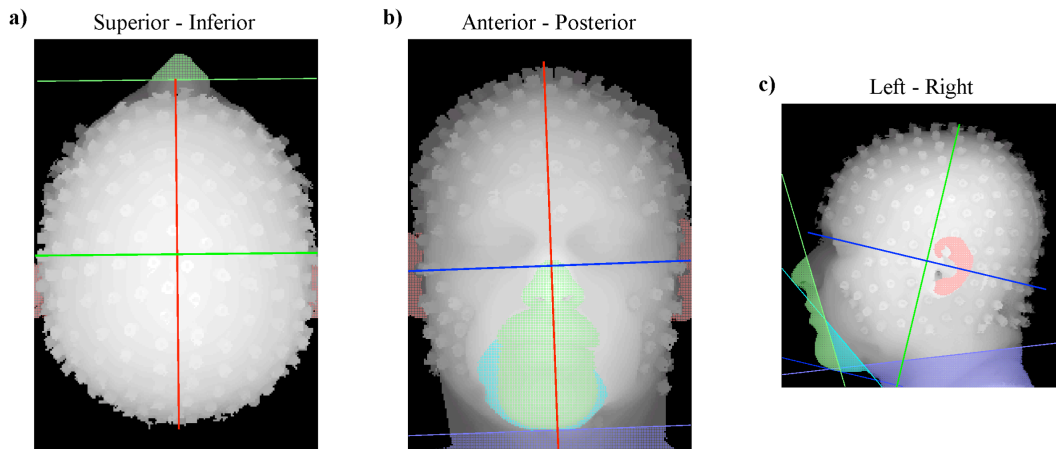 a) Superior - Inferior
b) Anterior - Posterior
c) Left - Right